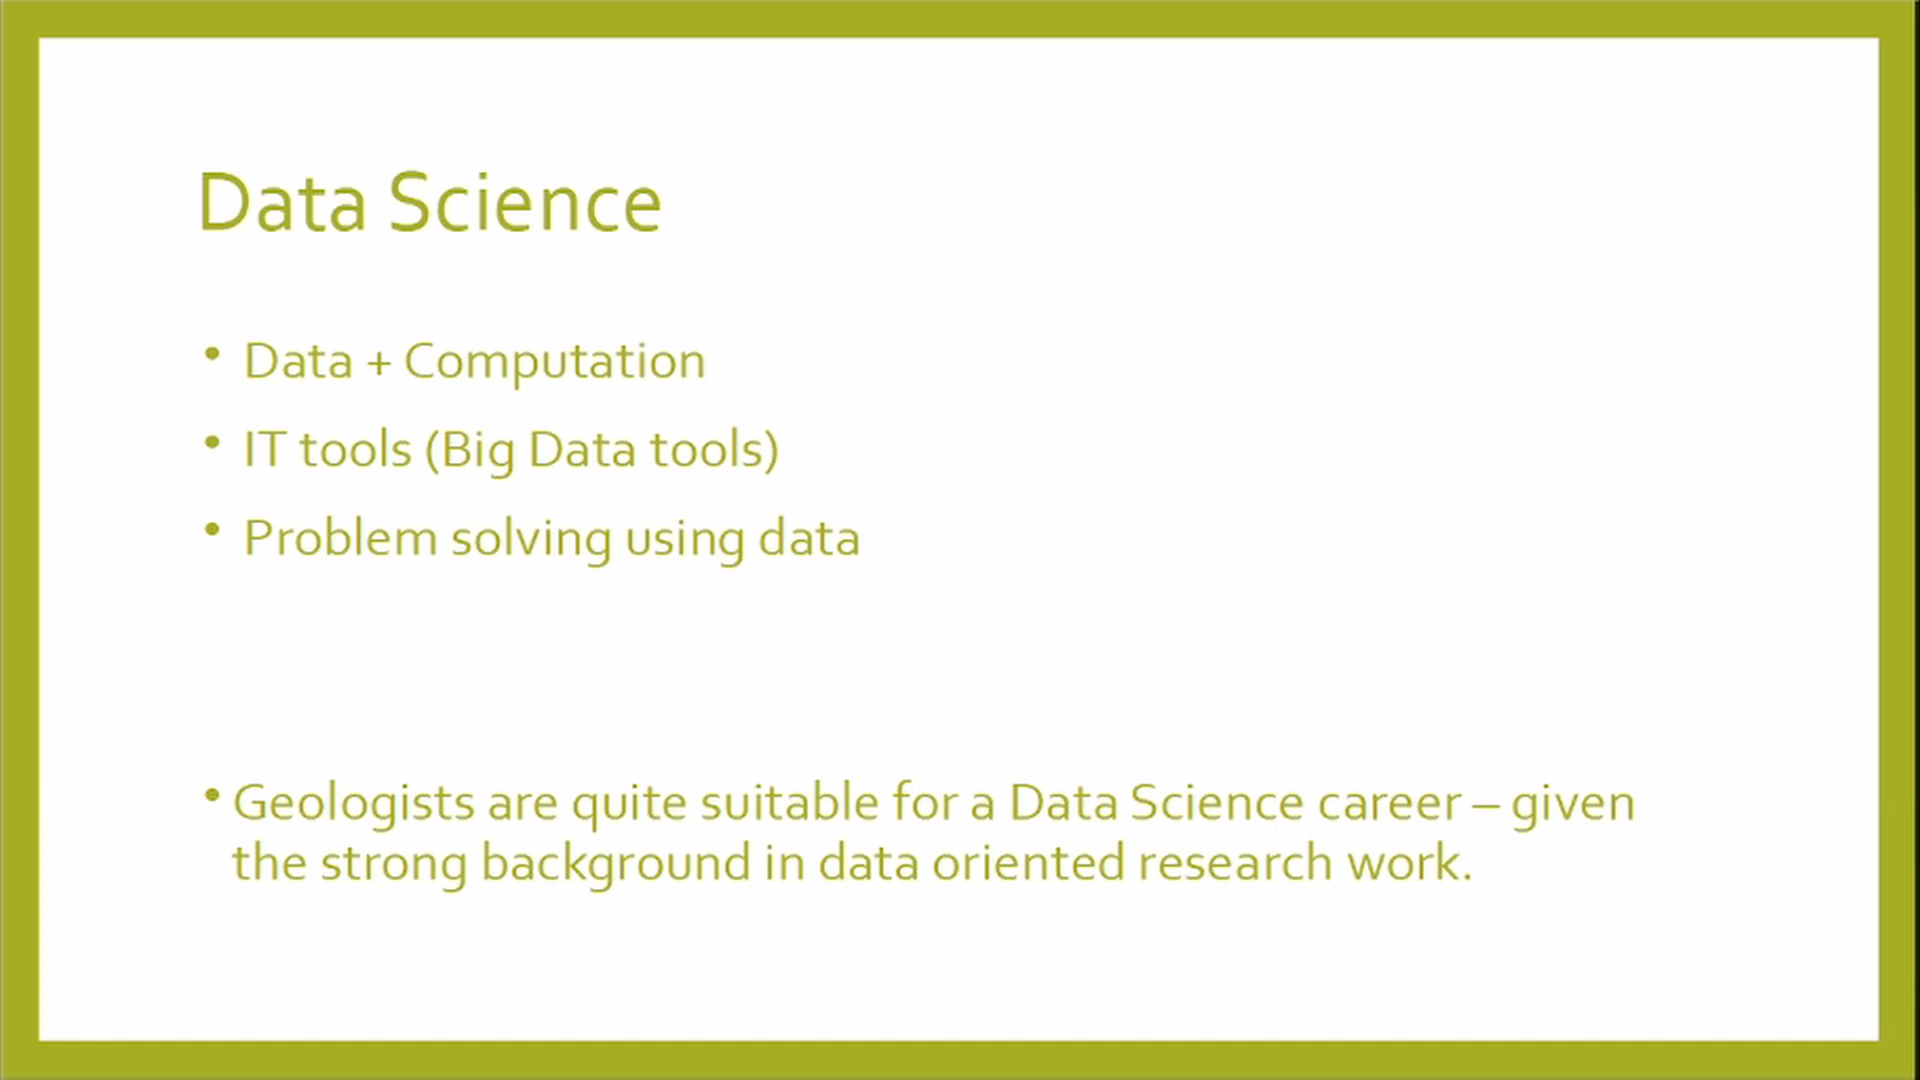 Data Science
• Data + Computation
• IT tools (Big Data tools)
• Problem solving using data
• Geologists are quite suitable for a Data Science career – given
the strong background in data oriented research work.